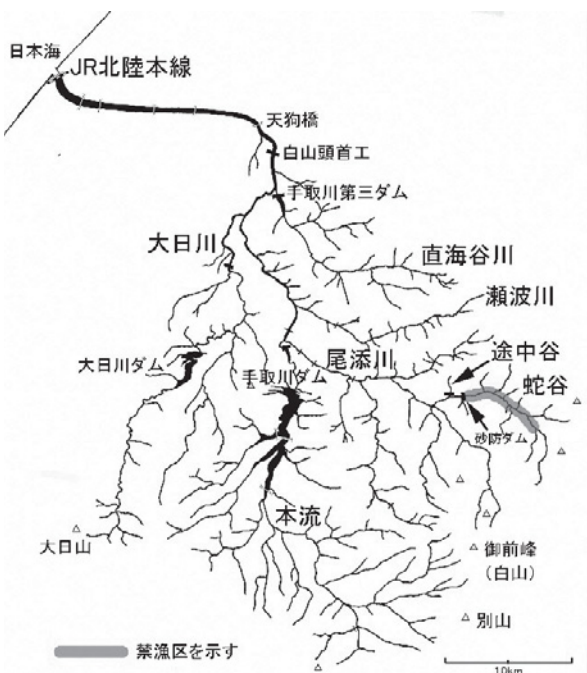 日本海
JR北陸本線
天狗橋
白山頭首工
手取川第三ダム
大日川
直海谷川
瀬波川
途中谷
尾添川
蛇谷
大日川ダム
手取川ダム
砂防ダム
本流
大日山
御前峰
(白山)
別山
禁漁区を示す
10km